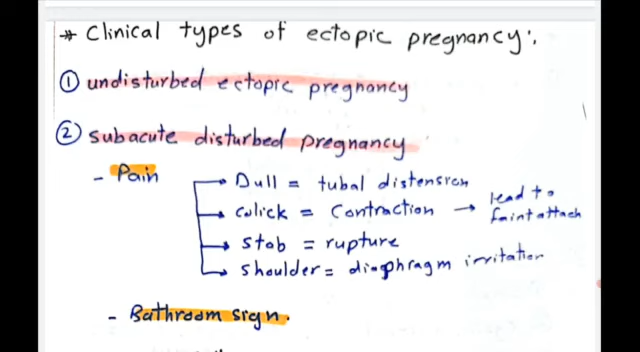 * Clinical types of ectopic pregnancy:
① undisturbed ectopic pregnancy
② subacute disturbed pregnancy
- Pain
→ Dull = tubal distension
→ colick = Contraction → lead to faint attach
→ stab = rupture
→ shoulder = diaphragm irritation
- Bathroom sign.